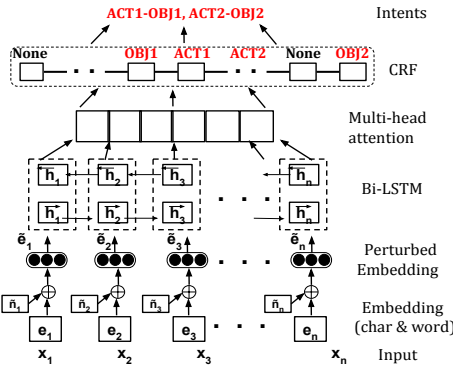 ACT1-OBJ1, ACT2-OBJ2 Intents
None OBJ1 ACT1 ACT2 None OBJ2
CRF
Multi-head
attention
h1 h2 h3 hn
Bi-LSTM
h1 h2 h3 hn
ẽ1 ẽ2 ẽ3 ẽn
Perturbed
Embedding
ñ1 ñ2 ñ3 ñn
Embedding
(char & word)
e1 e2 e3 en
x1 x2 x3 xn Input